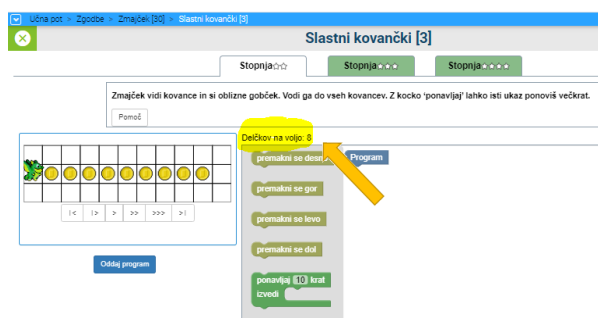 Učna pot > Zgodbe > Zmajček [30] > Slastni kovančki [3]
Slastni kovančki [3]
Stopnja☆☆ Stopnja☆☆☆ Stopnja☆☆☆☆
Zmajček vidi kovance in si oblizne gobček. Vodi ga do vseh kovancev. Z kocko ‘ponavljaj’ lahko isti ukaz ponoviš večkrat.
Pomoč
Delčkov na voljo: 8
premakni se desno
Program
premakni se gor
premakni se levo
premakni se dol
ponavljaj 10 krat
izvedi
|< |> > >> >>> >|
Oddaj program